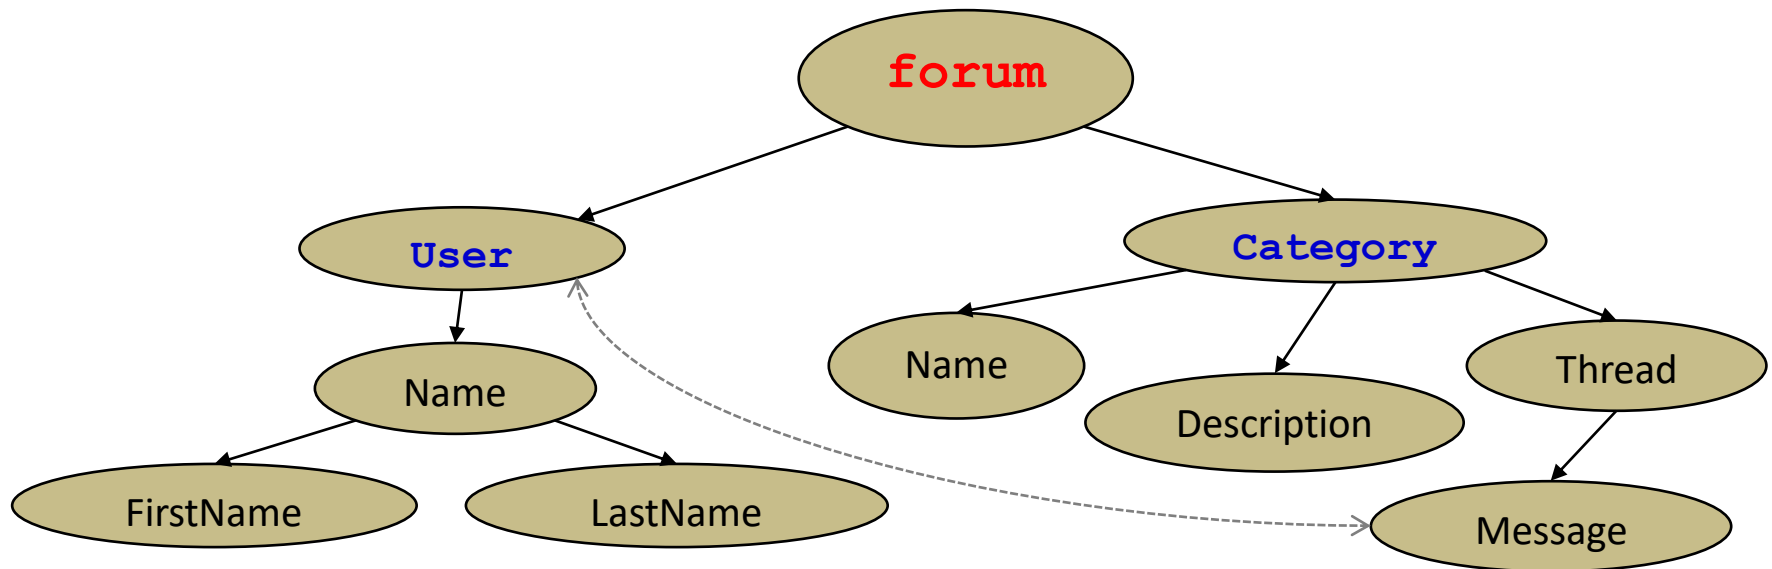 forum
User
Category
Name
Name
Description
Thread
FirstName
LastName
Message